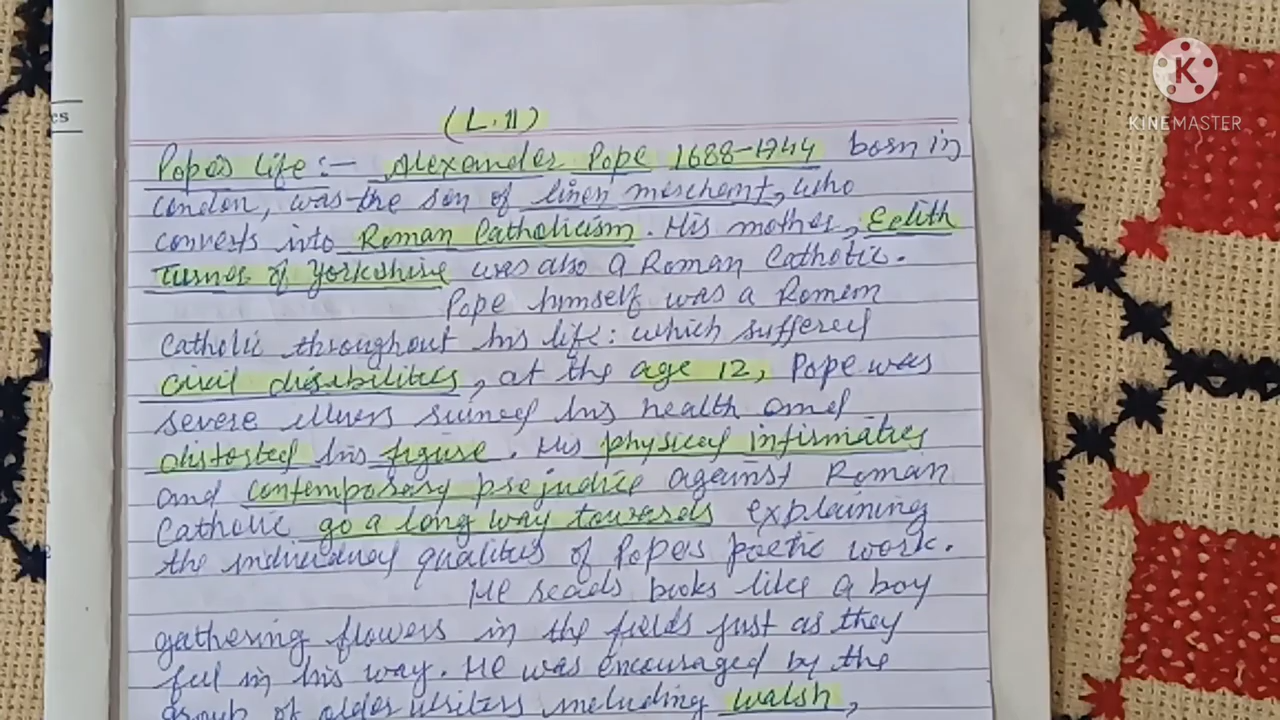 (L.11)
Pope's Life :- Alexander Pope 1688-1744 born in
London, was the son of linen merchant, who
converts into Roman Catholicism. His mother, Edith
Turner of Yorkshire was also a Roman Catholic.
Pope himself was a Roman
Catholic throughout his life: which suffered
civil disabilities, at the age 12, Pope was
severe illness ruined his health and
distorted his figure. His physical infirmaties
and contemporary prejudice against Roman
Catholic go a long way towards explaining
the individual qualities of Popes poetic work.
He reads books like a boy
gathering flowers in the fields just as they
fell in his way. He was encouraged by the
group of older writers including Walsh,
es
K
KINEMASTER